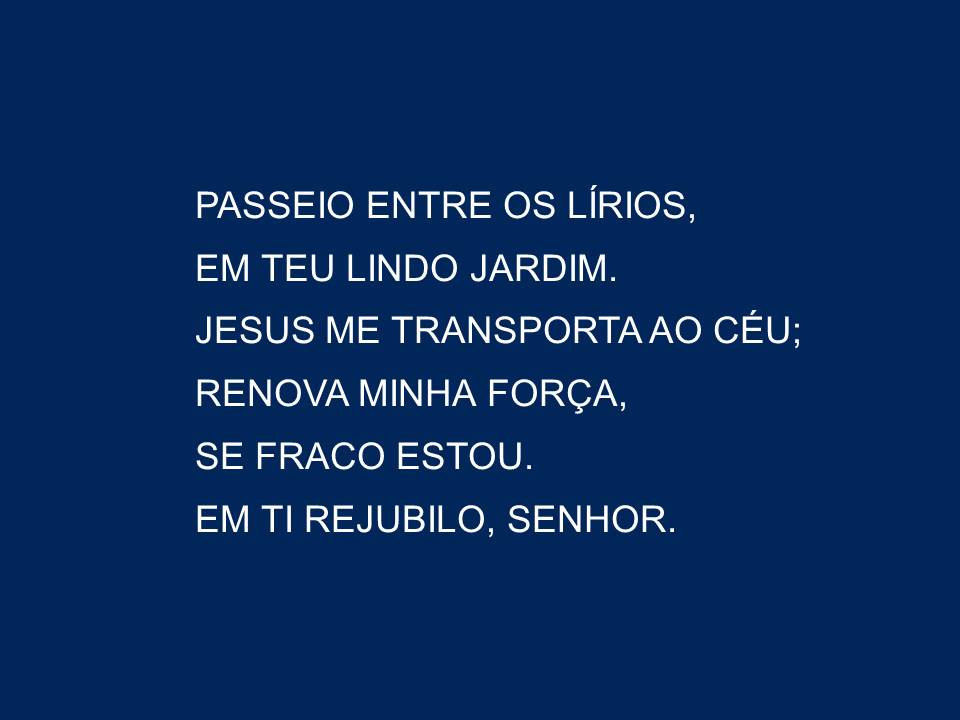 PASSEIO ENTRE OS LÍRIOS,
EM TEU LINDO JARDIM.
JESUS ME TRANSPORTA AO CÉU;
RENOVA MINHA FORÇA,
SE FRACO ESTOU.
EM TI REJUBILO, SENHOR.